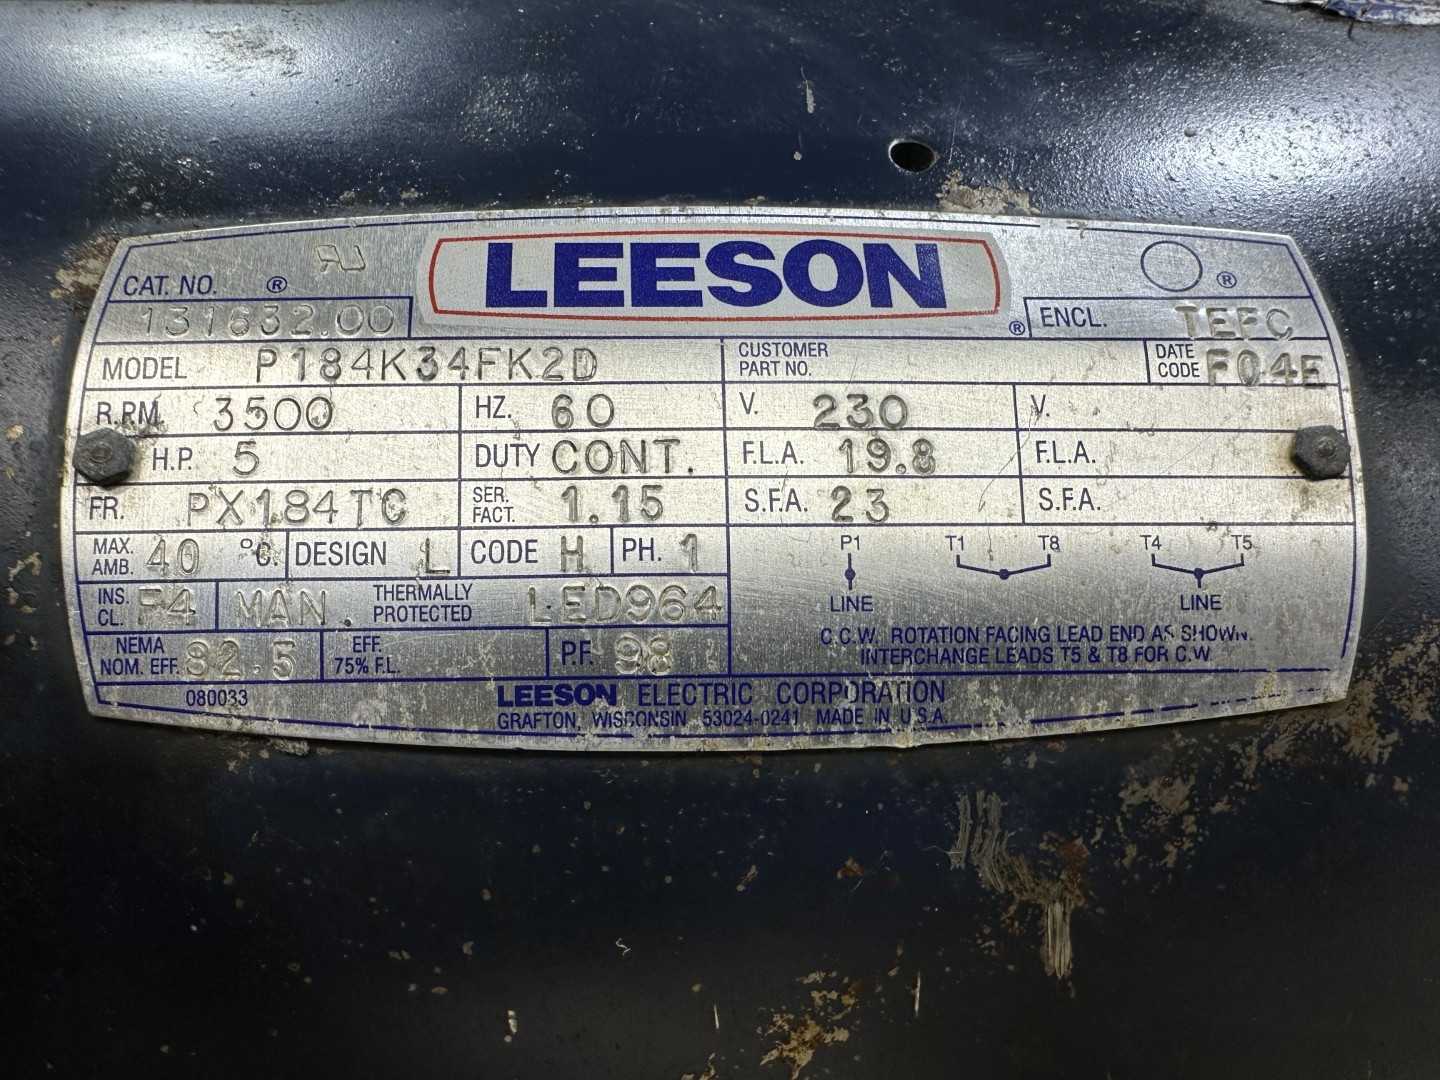 LEESON ®
CAT. NO. ®
131632.00
ENCL. TEFC ®
MODEL P184K34FK2D
CUSTOMER PART NO.
DATE CODE F04E
R.P.M. 3500 HZ. 60 V. 230 V.
H.P. 5 DUTY CONT. F.L.A. 19.8 F.L.A.
FR. PX184TC SER. FACT. 1.15 S.F.A. 23 S.F.A.
MAX. AMB. 40 °C. DESIGN L CODE H PH. 1
INS. CL. F4 MAN. THERMALLY PROTECTED LED964
NEMA NOM. EFF. 82.5 EFF. 75% F.L. P.F. 98
P1 T1 T8 T4 T5
LINE LINE
C.C.W. ROTATION FACING LEAD END AS SHOWN.
INTERCHANGE LEADS T5 & T8 FOR C.W.
080033
LEESON ELECTRIC CORPORATION
GRAFTON, WISCONSIN 53024-0241 MADE IN U.S.A.